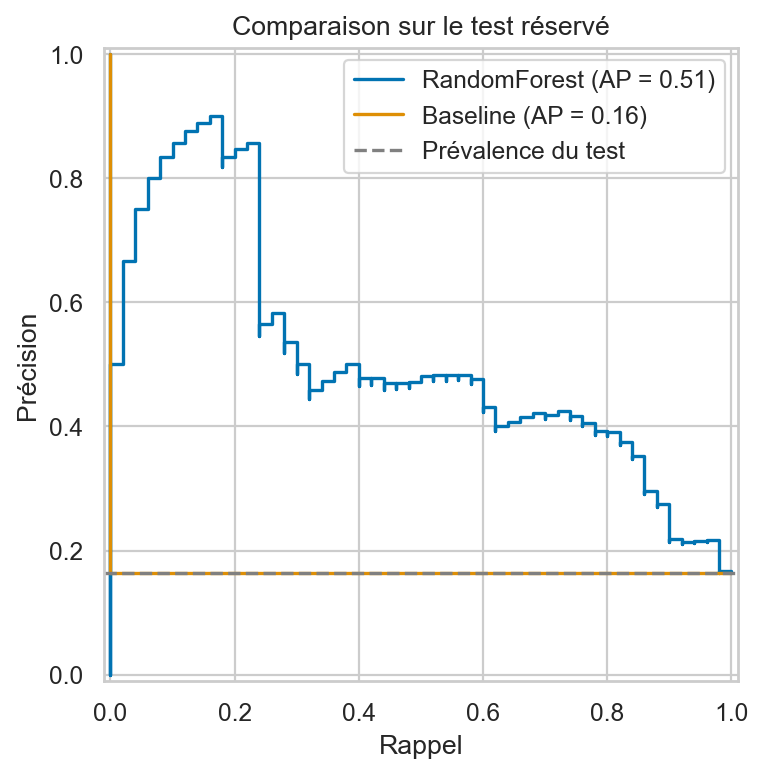 Comparaison sur le test réservé
RandomForest (AP = 0.51)
Baseline (AP = 0.16)
Prévalence du test
Précision
1.0
0.8
0.6
0.4
0.2
0.0
0.0 0.2 0.4 0.6 0.8 1.0
Rappel